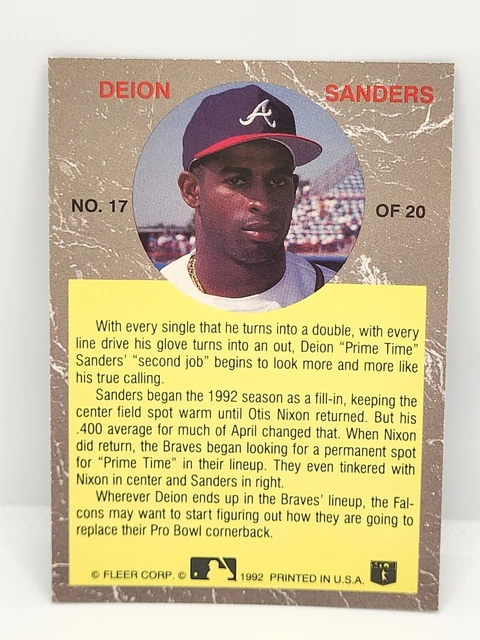 DEION SANDERS
A
NO. 17 OF 20
With every single that he turns into a double, with every
line drive his glove turns into an out, Deion “Prime Time”
Sanders’ “second job” begins to look more and more like
his true calling.
Sanders began the 1992 season as a fill-in, keeping the
center field spot warm until Otis Nixon returned. But his
.400 average for much of April changed that. When Nixon
did return, the Braves began looking for a permanent spot
for “Prime Time” in their lineup. They even tinkered with
Nixon in center and Sanders in right.
Wherever Deion ends up in the Braves’ lineup, the Fal-
cons may want to start figuring out how they are going to
replace their Pro Bowl cornerback.
© FLEER CORP. © 1992 PRINTED IN U.S.A.